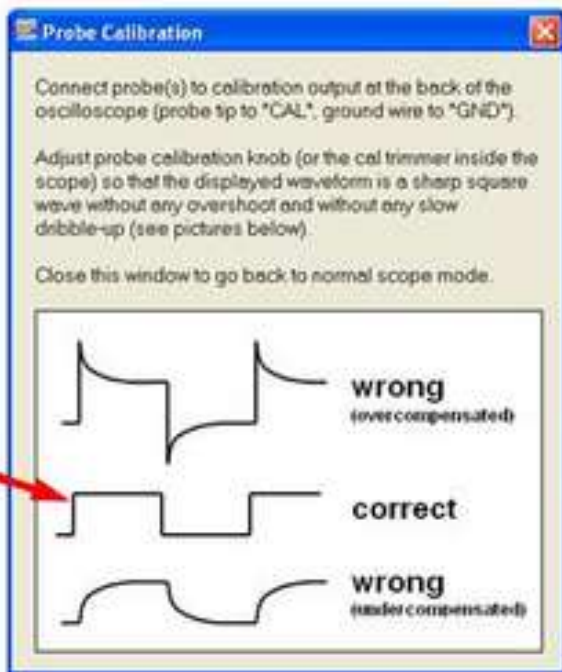 Probe Calibration
Connect probe(s) to calibration output at the back of the
oscilloscope (probe tip to "CAL", ground wire to "GND").
Adjust probe calibration knob (or the cal trimmer inside the
scope) so that the displayed waveform is a sharp square
wave without any overshoot and without any slow
dribble-up (see pictures below).
Close this window to go back to normal scope mode.
wrong
(overcompensated)
correct
wrong
(undercompensated)